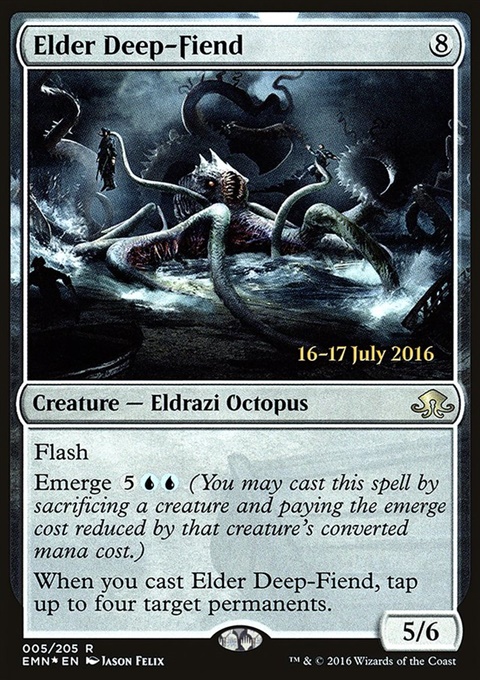 Elder Deep-Fiend 8
16-17 July 2016
Creature — Eldrazi Octopus
Flash
Emerge 5 (You may cast this spell by
sacrificing a creature and paying the emerge
cost reduced by that creature's converted
mana cost.)
When you cast Elder Deep-Fiend, tap
up to four target permanents.
5/6
005/205 R
EMN★EN Jason Felix
™ & © 2016 Wizards of the Coast